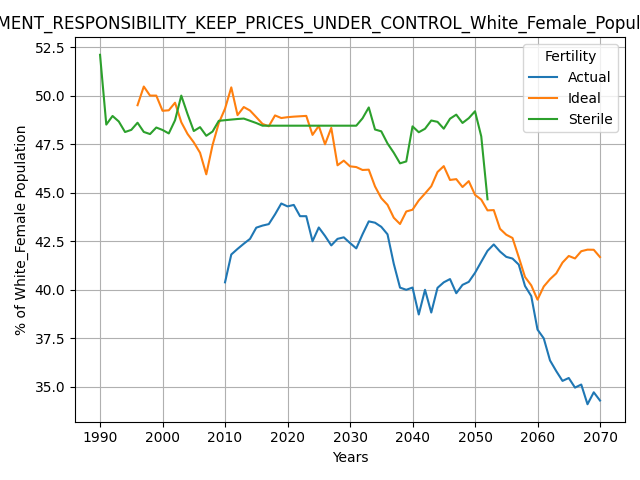 MENT_RESPONSIBILITY_KEEP_PRICES_UNDER_CONTROL_White_Female_Popul
Fertility
Actual
Ideal
Sterile
% of White_Female Population
52.5
50.0
47.5
45.0
42.5
40.0
37.5
35.0
1990 2000 2010 2020 2030 2040 2050 2060 2070
Years